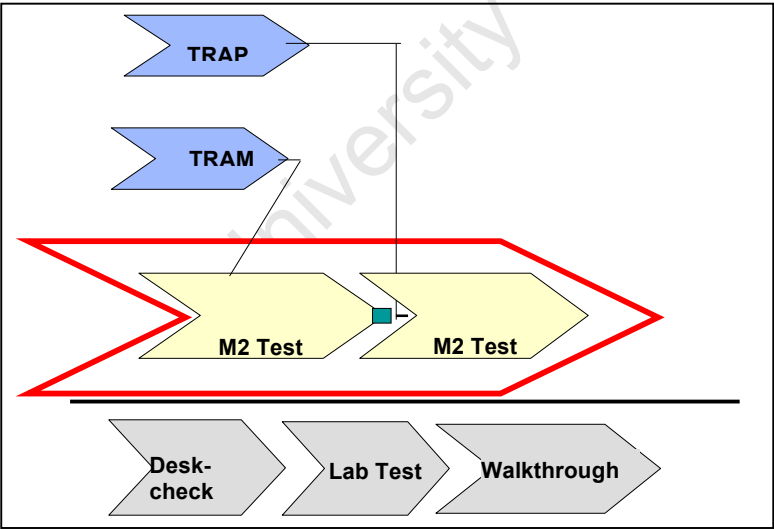 TRAP
TRAM
M2 Test
M2 Test
Desk-
check
Lab Test
Walkthrough